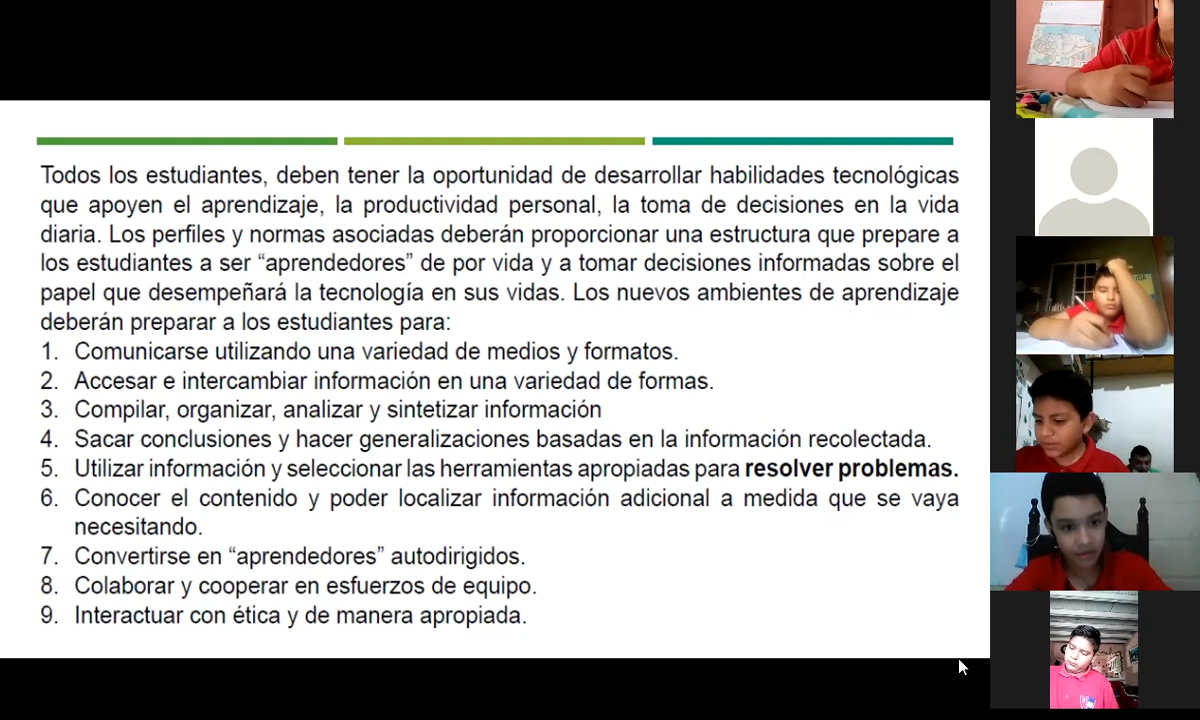 Todos los estudiantes, deben tener la oportunidad de desarrollar habilidades tecnológicas
que apoyen el aprendizaje, la productividad personal, la toma de decisiones en la vida
diaria. Los perfiles y normas asociadas deberán proporcionar una estructura que prepare a
los estudiantes a ser “aprendedores” de por vida y a tomar decisiones informadas sobre el
papel que desempeñará la tecnología en sus vidas. Los nuevos ambientes de aprendizaje
deberán preparar a los estudiantes para:
1. Comunicarse utilizando una variedad de medios y formatos.
2. Accesar e intercambiar información en una variedad de formas.
3. Compilar, organizar, analizar y sintetizar información
4. Sacar conclusiones y hacer generalizaciones basadas en la información recolectada.
5. Utilizar información y seleccionar las herramientas apropiadas para resolver problemas.
6. Conocer el contenido y poder localizar información adicional a medida que se vaya
necesitando.
7. Convertirse en “aprendedores” autodirigidos.
8. Colaborar y cooperar en esfuerzos de equipo.
9. Interactuar con ética y de manera apropiada.